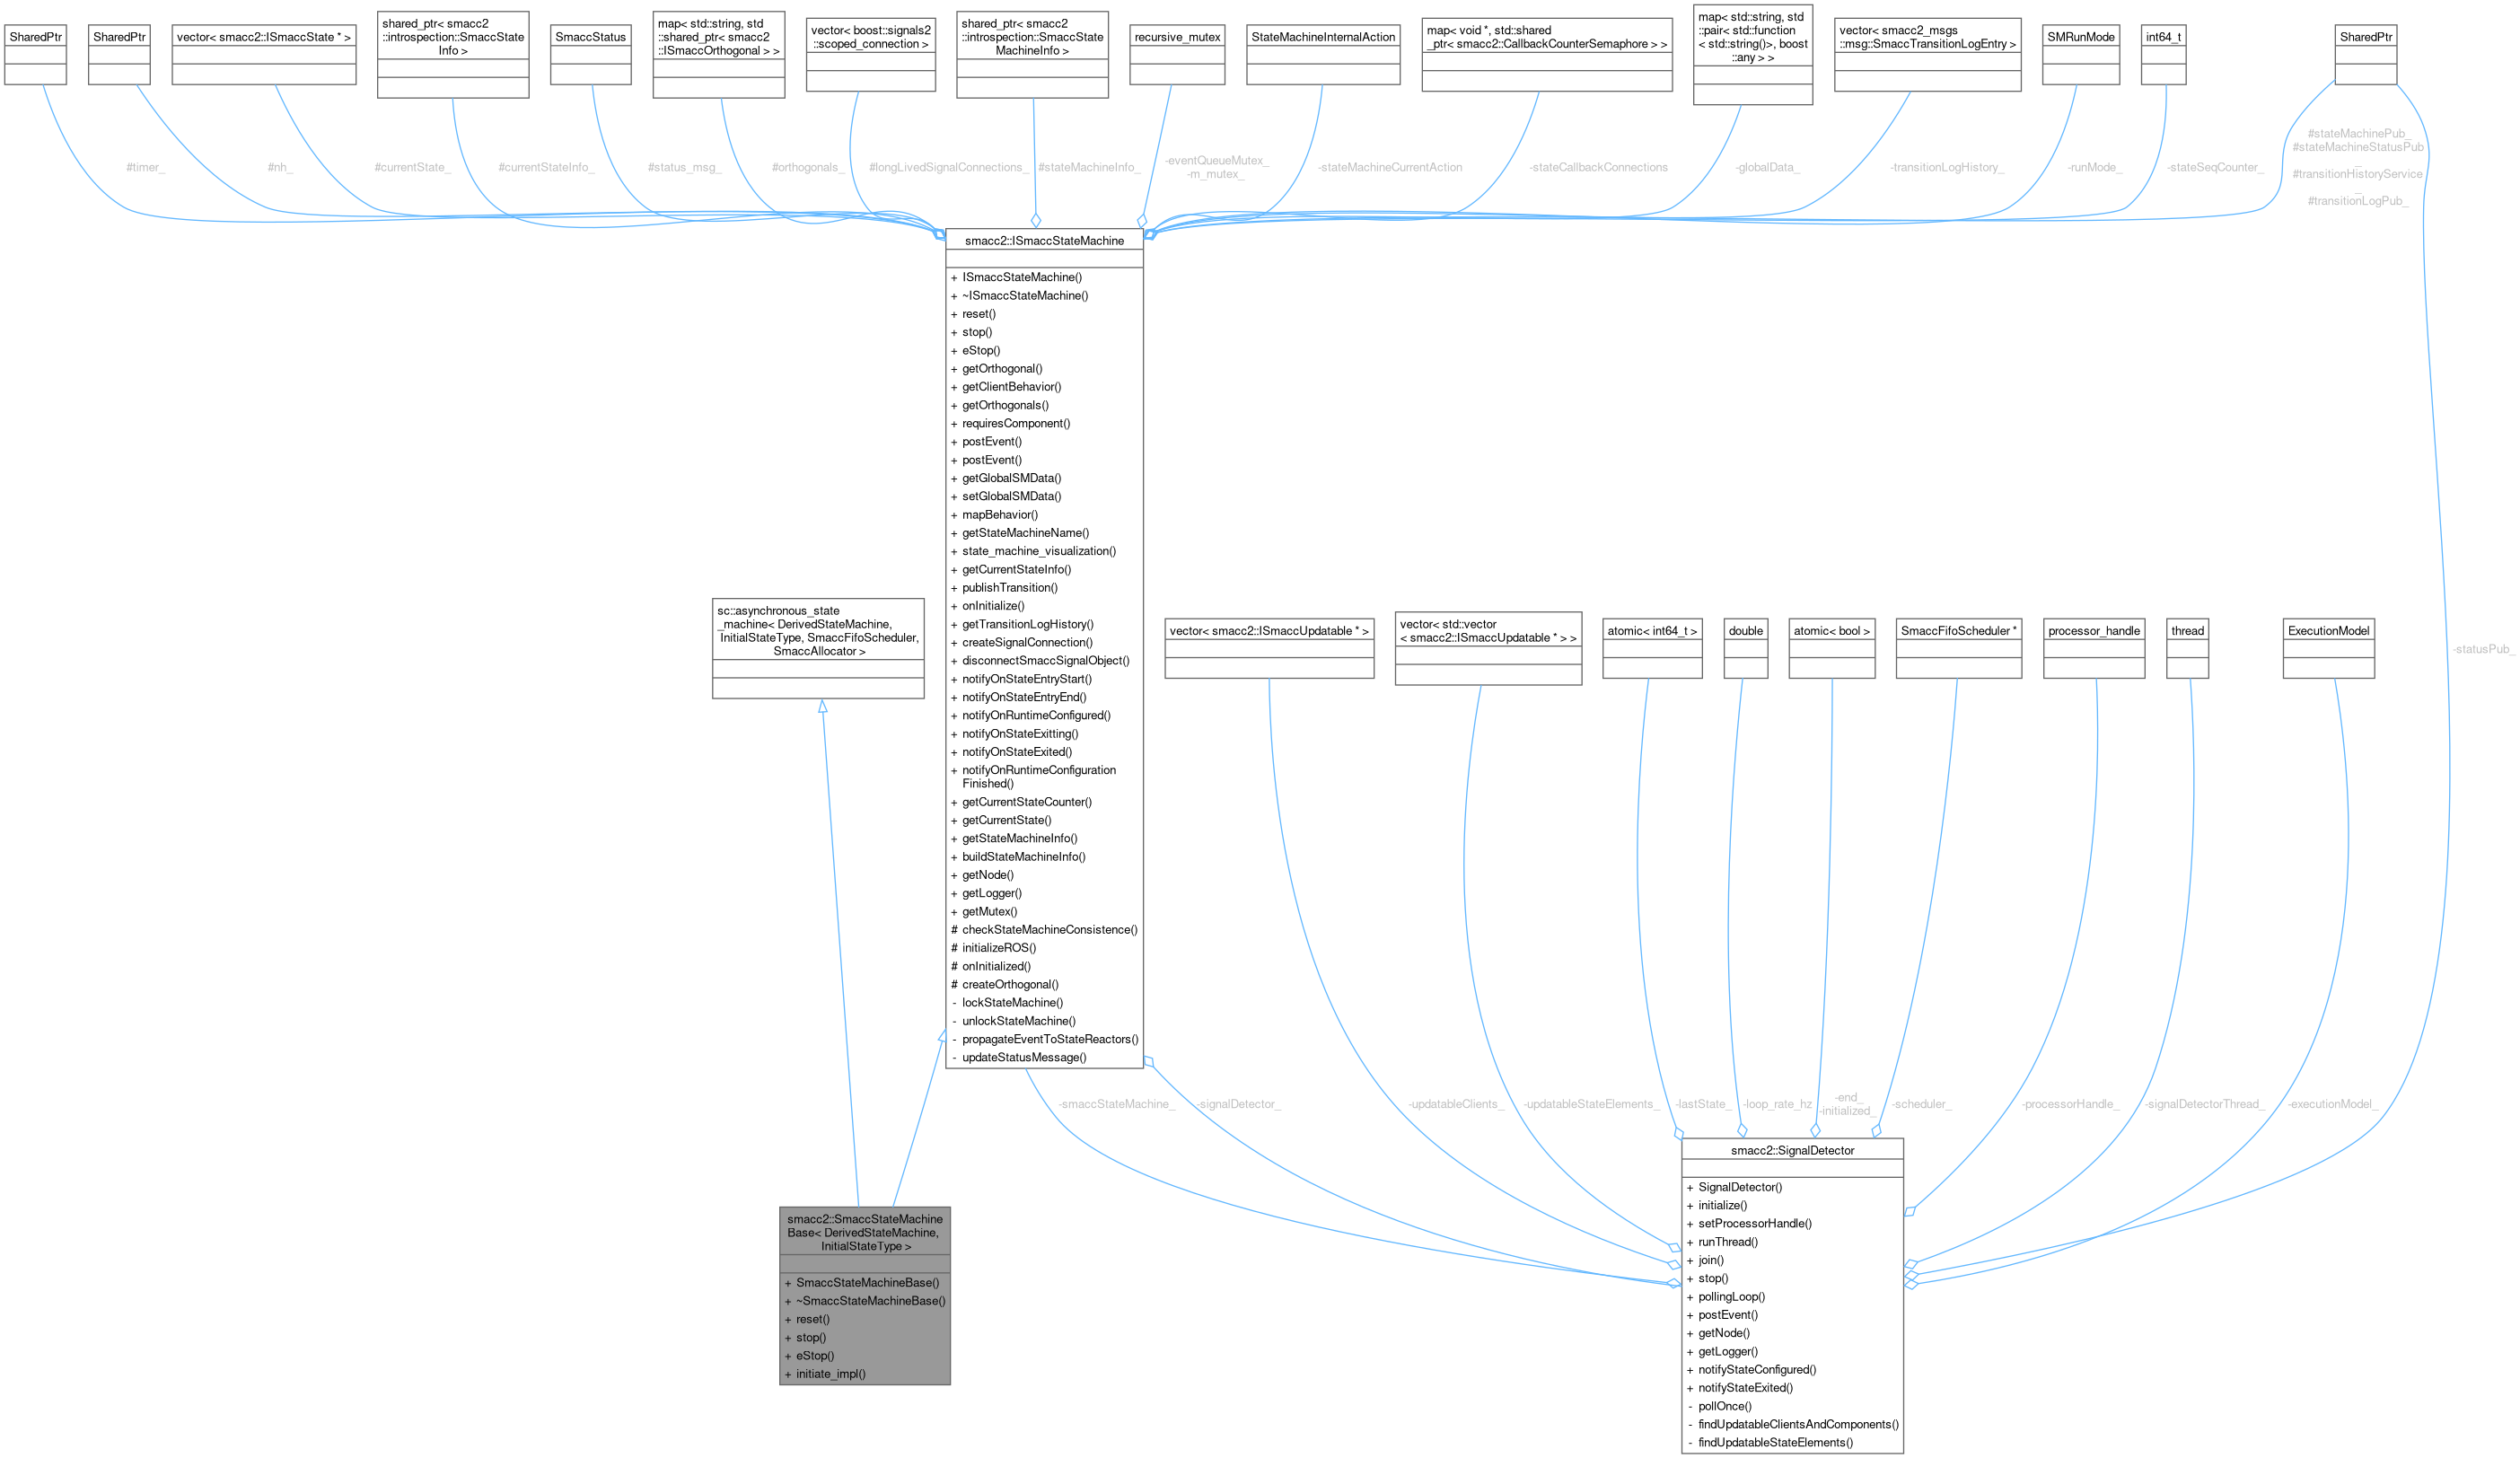 SharedPtr
SharedPtr
vector< smacc2::ISmaccState * >
shared_ptr< smacc2
::introspection::SmaccState
Info >
SmaccStatus
map< std::string, std
::shared_ptr< smacc2
::ISmaccOrthogonal > >
vector< boost::signals2
::scoped_connection >
shared_ptr< smacc2
::introspection::SmaccState
MachineInfo >
recursive_mutex
StateMachineInternalAction
map< void *, std::shared
_ptr< smacc2::CallbackCounterSemaphore > >
map< std::string, std
::pair< std::function
< std::string()>, boost
::any > >
vector< smacc2_msgs
::msg::SmaccTransitionLogEntry >
SMRunMode
int64_t
SharedPtr
#timer_
#nh_
#currentState_
#currentStateInfo_
#status_msg_
#orthogonals_
#longLivedSignalConnections_
#stateMachineInfo_
-eventQueueMutex_
-m_mutex_
-stateMachineCurrentAction
-stateCallbackConnections
-globalData_
-transitionLogHistory_
-runMode_
-stateSeqCounter_
#stateMachinePub_
#stateMachineStatusPub
_
#transitionHistoryService
_
#transitionLogPub_
smacc2::ISmaccStateMachine
+ ISmaccStateMachine()
+ ~ISmaccStateMachine()
+ reset()
+ stop()
+ eStop()
+ getOrthogonal()
+ getClientBehavior()
+ getOrthogonals()
+ requiresComponent()
+ postEvent()
+ postEvent()
+ getGlobalSMData()
+ setGlobalSMData()
+ mapBehavior()
+ getStateMachineName()
+ state_machine_visualization()
+ getCurrentStateInfo()
+ publishTransition()
+ onInitialize()
+ getTransitionLogHistory()
+ createSignalConnection()
+ disconnectSmaccSignalObject()
+ notifyOnStateEntryStart()
+ notifyOnStateEntryEnd()
+ notifyOnRuntimeConfigured()
+ notifyOnStateExitting()
+ notifyOnStateExited()
+ notifyOnRuntimeConfiguration
Finished()
+ getCurrentStateCounter()
+ getCurrentState()
+ getStateMachineInfo()
+ buildStateMachineInfo()
+ getNode()
+ getLogger()
+ getMutex()
# checkStateMachineConsistence()
# initializeROS()
# onInitialized()
# createOrthogonal()
- lockStateMachine()
- unlockStateMachine()
- propagateEventToStateReactors()
- updateStatusMessage()
sc::asynchronous_state
_machine< DerivedStateMachine,
InitialStateType, SmaccFifoScheduler,
SmaccAllocator >
vector< smacc2::ISmaccUpdatable * >
vector< std::vector
< smacc2::ISmaccUpdatable * > >
atomic< int64_t >
double
atomic< bool >
SmaccFifoScheduler *
processor_handle
thread
ExecutionModel
-statusPub_
-smaccStateMachine_
-signalDetector_
-updatableClients_
-updatableStateElements_
-lastState_
-loop_rate_hz
-end_
-initialized_
-scheduler_
-processorHandle_
-signalDetectorThread_
-executionModel_
smacc2::SmaccStateMachine
Base< DerivedStateMachine,
InitialStateType >
+ SmaccStateMachineBase()
+ ~SmaccStateMachineBase()
+ reset()
+ stop()
+ eStop()
+ initiate_impl()
smacc2::SignalDetector
+ SignalDetector()
+ initialize()
+ setProcessorHandle()
+ runThread()
+ join()
+ stop()
+ pollingLoop()
+ postEvent()
+ getNode()
+ getLogger()
+ notifyStateConfigured()
+ notifyStateExited()
- pollOnce()
- findUpdatableClientsAndComponents()
- findUpdatableStateElements()